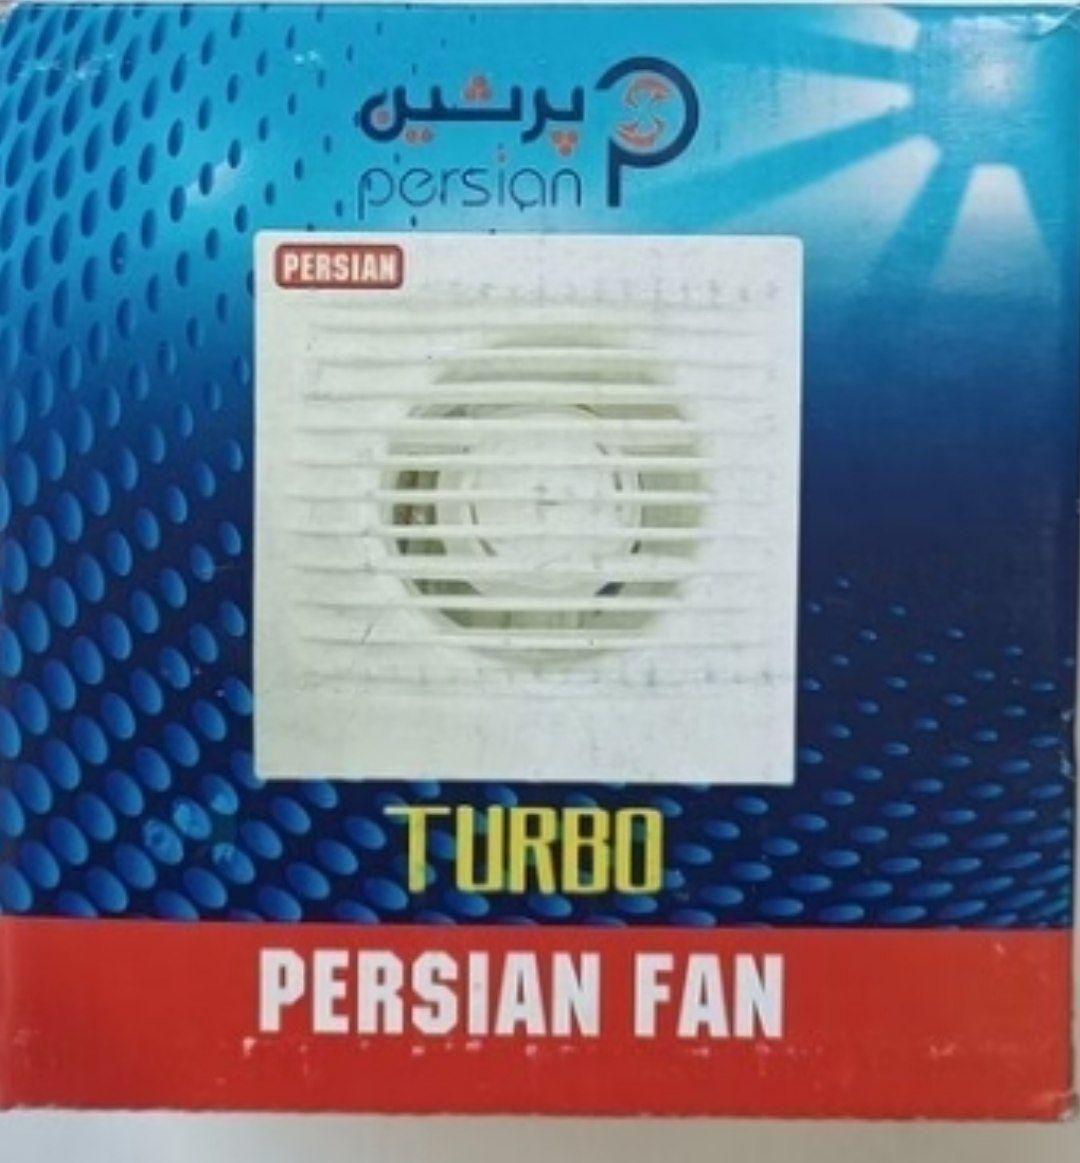 پرشین
persian
PERSIAN
TURBO
PERSIAN FAN